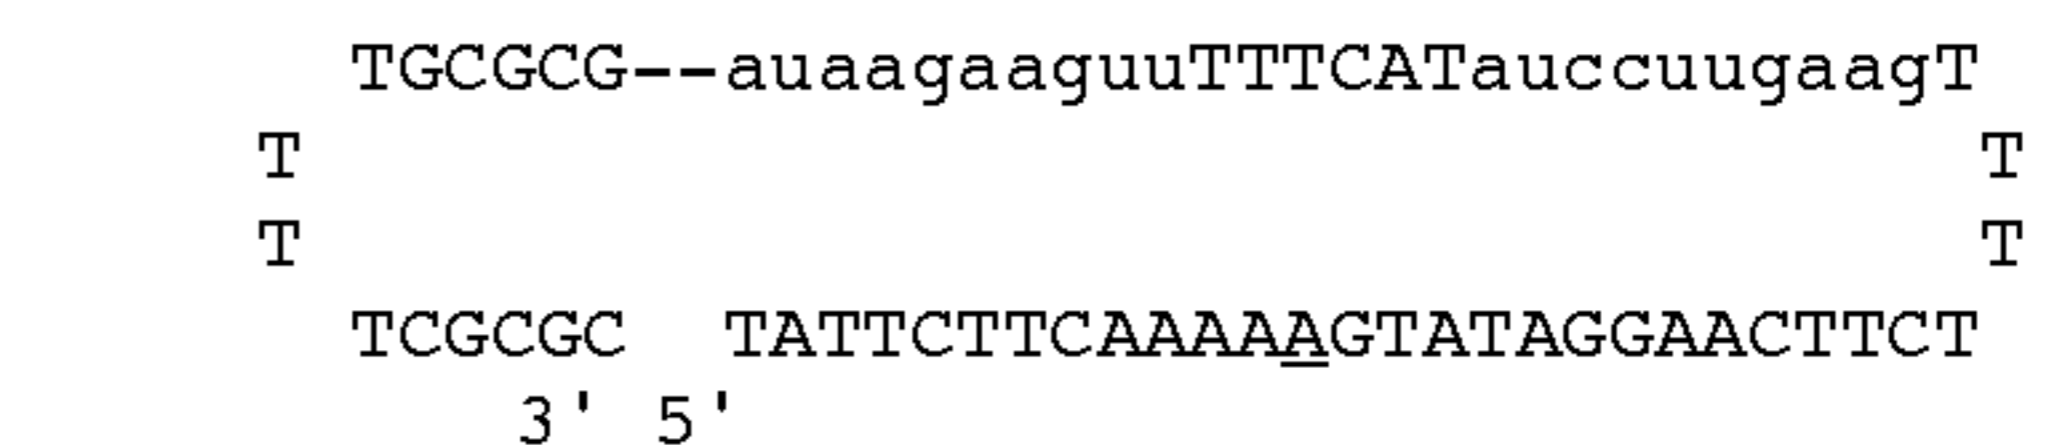 TGCGCG--auaagaaguuTTTCATauccuugaagT
T T
T T
TCGCGC TATTCTTCAAAAAGTATAGGAACTTCT
3' 5'